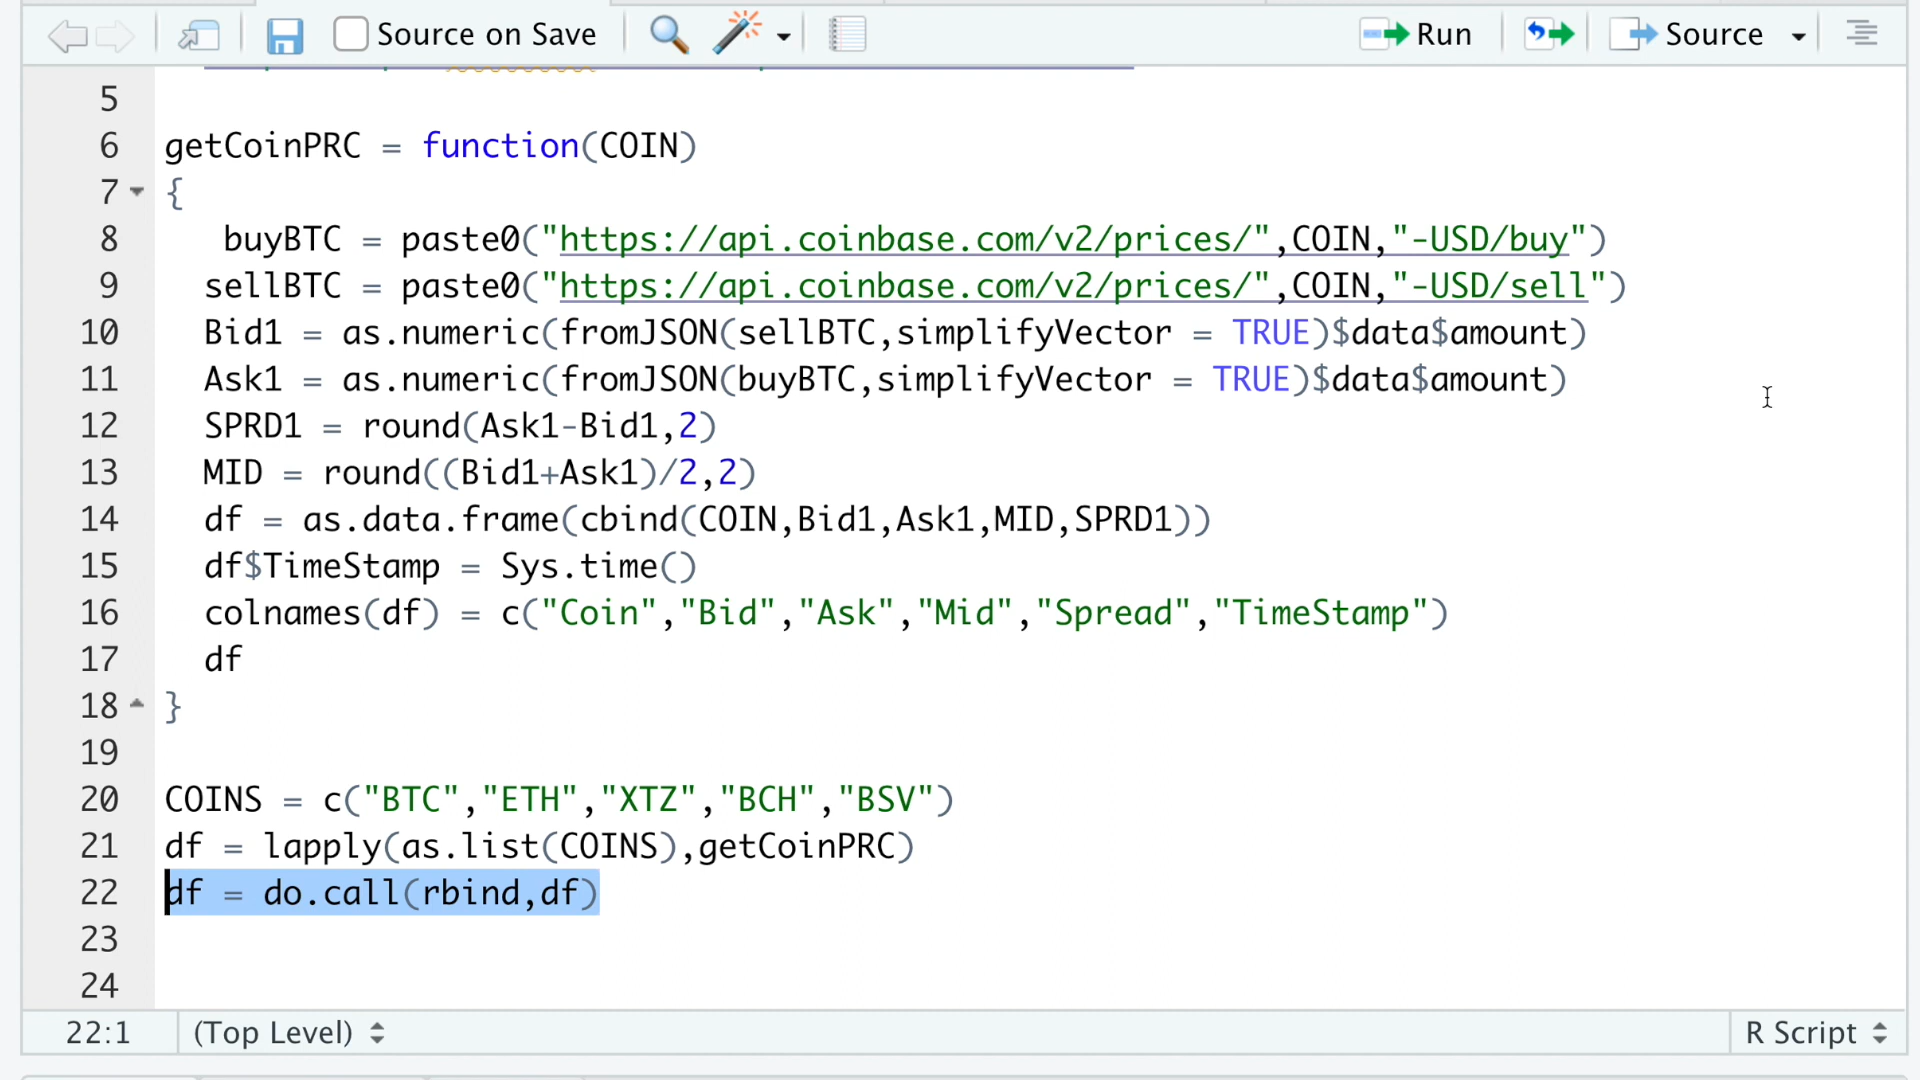 Source on Save
Run
Source
5
6 getCoinPRC = function(COIN)
7 {
8 buyBTC = paste0("https://api.coinbase.com/v2/prices/",COIN,"-USD/buy")
9 sellBTC = paste0("https://api.coinbase.com/v2/prices/",COIN,"-USD/sell")
10 Bid1 = as.numeric(fromJSON(sellBTC,simplifyVector = TRUE)$data$amount)
11 Ask1 = as.numeric(fromJSON(buyBTC,simplifyVector = TRUE)$data$amount)
12 SPRD1 = round(Ask1-Bid1,2)
13 MID = round((Bid1+Ask1)/2,2)
14 df = as.data.frame(cbind(COIN,Bid1,Ask1,MID,SPRD1))
15 df$TimeStamp = Sys.time()
16 colnames(df) = c("Coin","Bid","Ask","Mid","Spread","TimeStamp")
17 df
18 }
19
20 COINS = c("BTC","ETH","XTZ","BCH","BSV")
21 df = lapply(as.list(COINS),getCoinPRC)
22 df = do.call(rbind,df)
23
24
22:1 (Top Level) R Script